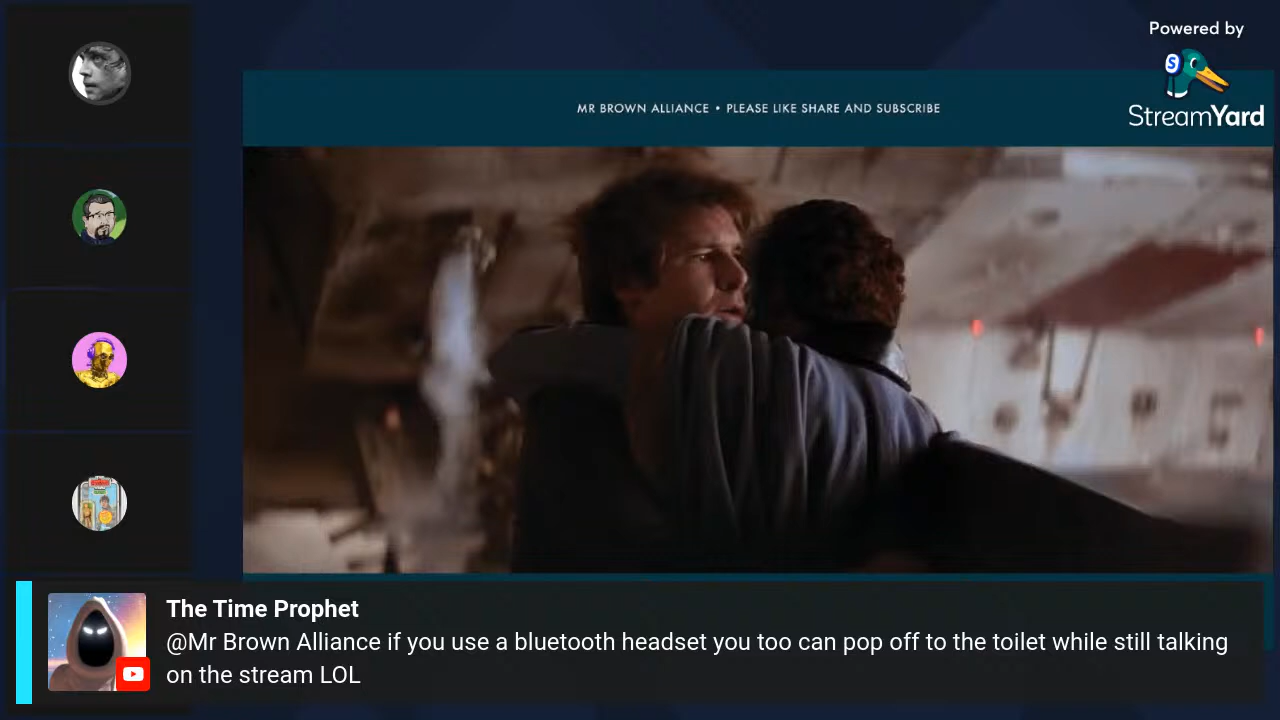 Powered by
S
StreamYard
MR BROWN ALLIANCE • PLEASE LIKE SHARE AND SUBSCRIBE
The Time Prophet
@Mr Brown Alliance if you use a bluetooth headset you too can pop off to the toilet while still talking
on the stream LOL